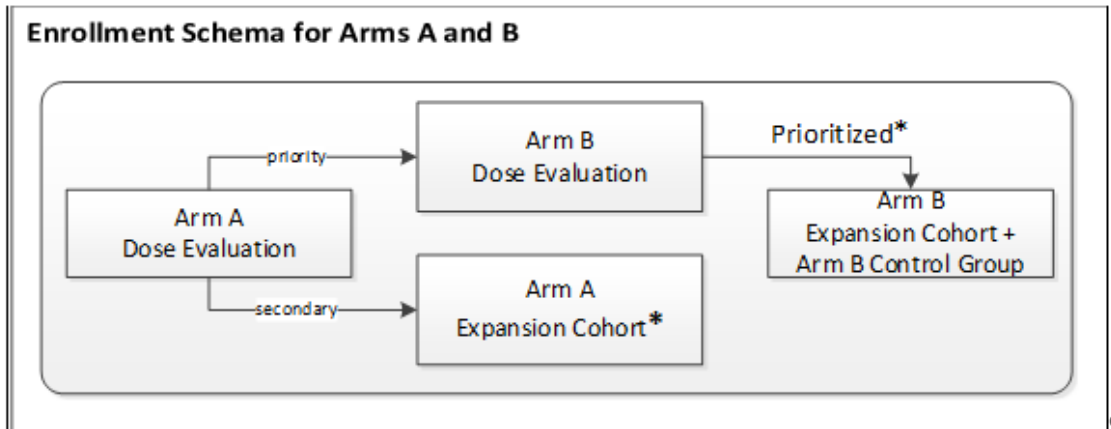 Enrollment Schema for Arms A and B
Arm A
Dose Evaluation
priority
Arm B
Dose Evaluation
Prioritized*
Arm B
Expansion Cohort +
Arm B Control Group
secondary
Arm A
Expansion Cohort*